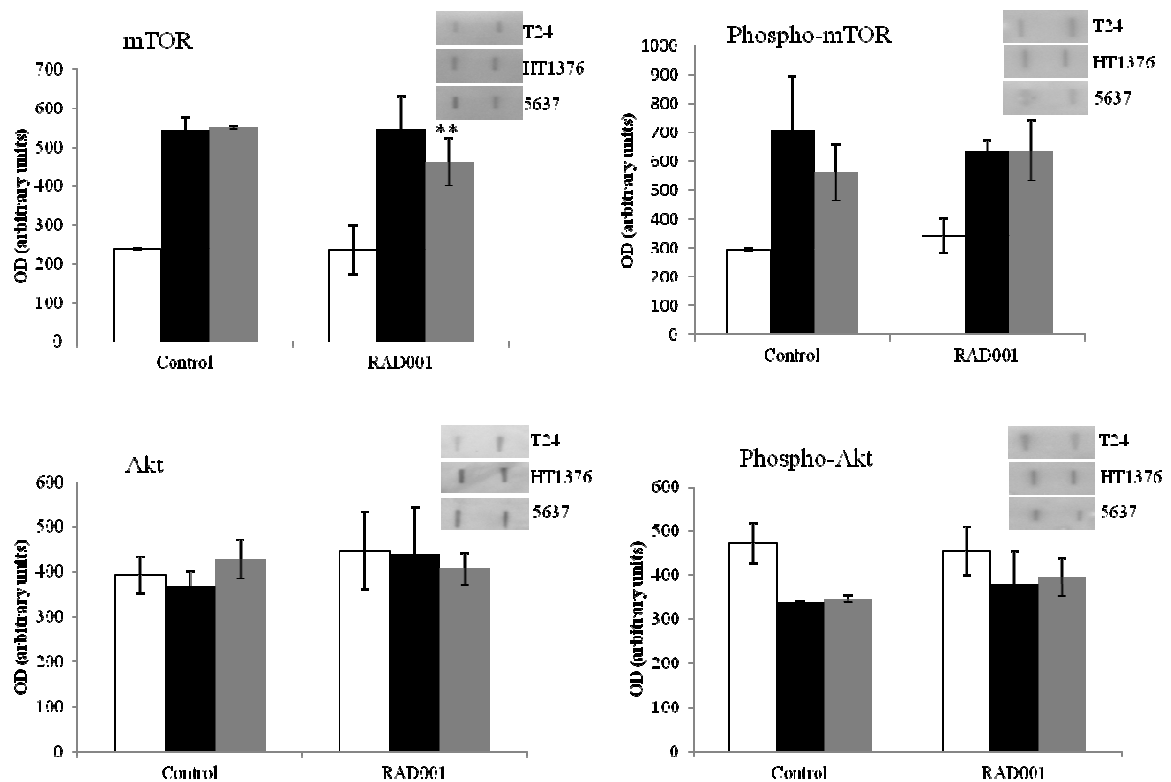 mTOR
T24
HT1376
5637
OD (arbitrary units)
700
600
500
400
300
200
100
0
**
Control
RAD001
Phospho-mTOR
T24
HT1376
5637
OD (arbitrary units)
1000
900
800
700
600
500
400
300
200
100
0
Control
RAD001
Akt
T24
HT1376
5637
OD (arbitrary units)
600
500
400
300
200
100
0
Control
RAD001
Phospho-Akt
T24
HT1376
5637
OD (arbitrary units)
600
500
400
300
200
100
0
Control
RAD001